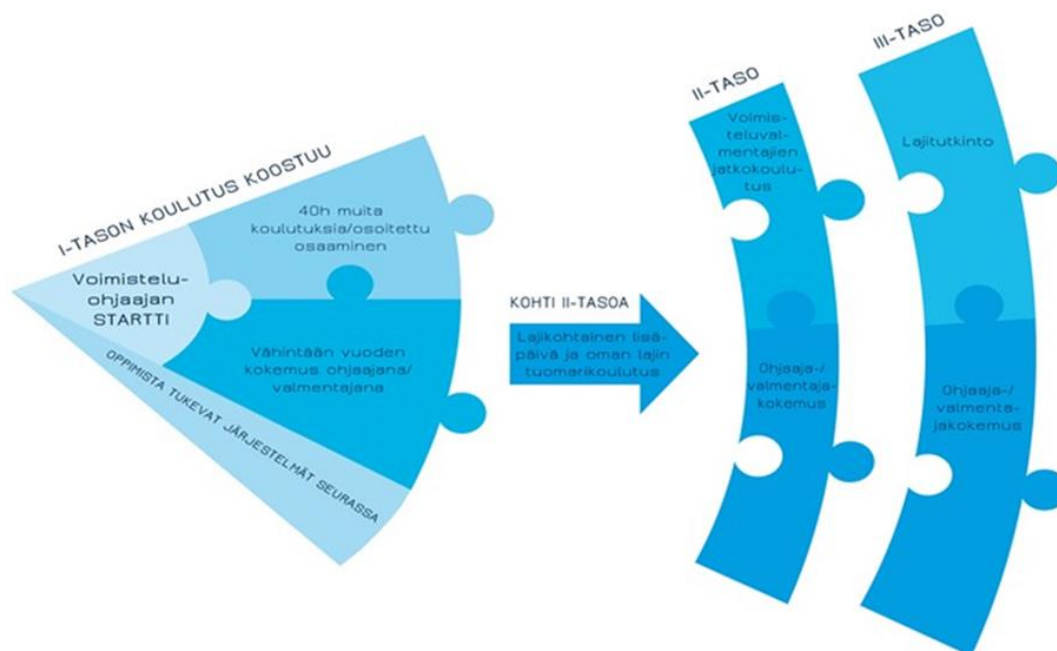 I-TASON KOULUTUS KOOSTUU
Voimistelu-
ohjaajan
STARTTI
40h muita
koulutuksia/osoitettu
osaaminen
Vähintään vuoden
kokemus ohjaajana/
valmentajana
OPPIMISTA TUKEVAT JÄRJESTELMÄT SEURASSA
KOHTI II-TASOA
Lajikohtainen lisä-
päivä ja oman lajin
tuomarikoulutus
II-TASO
Voimis-
teluval-
mentajien
jatkokoulu-
tus
Ohjaaja-/
valmentaja-
kokemus
III-TASO
Lajitutkinto
Ohjaaja-/
valmenta-
jakokemus